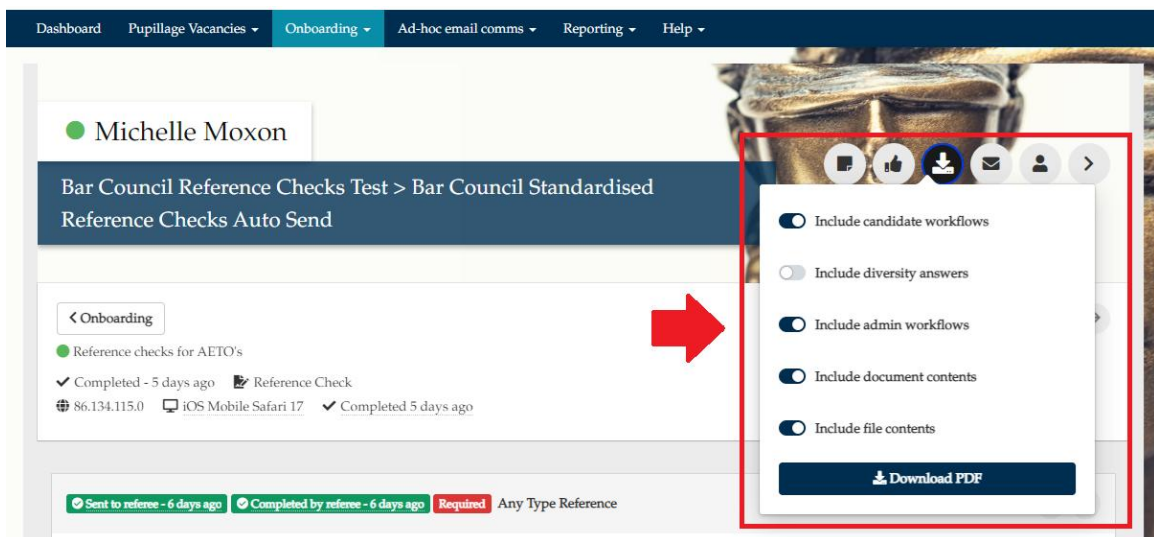 Dashboard Pupillage Vacancies Onboarding Ad-hoc email comms Reporting Help
Michelle Moxon
Bar Council Reference Checks Test > Bar Council Standardised
Reference Checks Auto Send
Include candidate workflows
Include diversity answers
Include admin workflows
Include document contents
Include file contents
Download PDF
< Onboarding
Reference checks for AETO's
Completed - 5 days ago Reference Check
86.134.115.0 iOS Mobile Safari 17 Completed 5 days ago
Sent to referee - 6 days ago Completed by referee - 6 days ago Required Any Type Reference